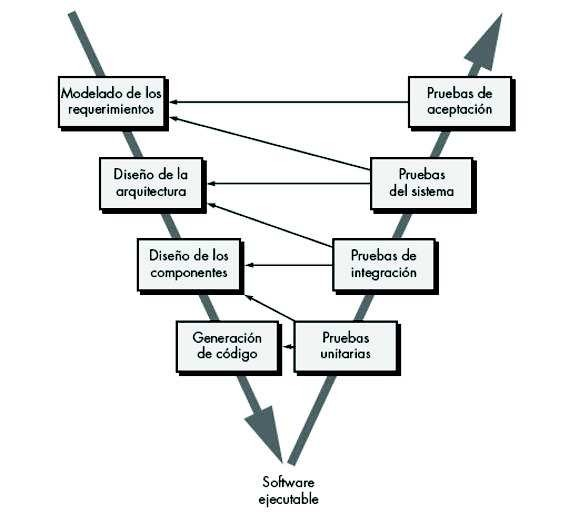 Modelado de los
requerimientos
Pruebas de
aceptación
Diseño de la
arquitectura
Pruebas
del sistema
Diseño de los
componentes
Pruebas de
integración
Generación
de código
Pruebas
unitarias
Software
ejecutable